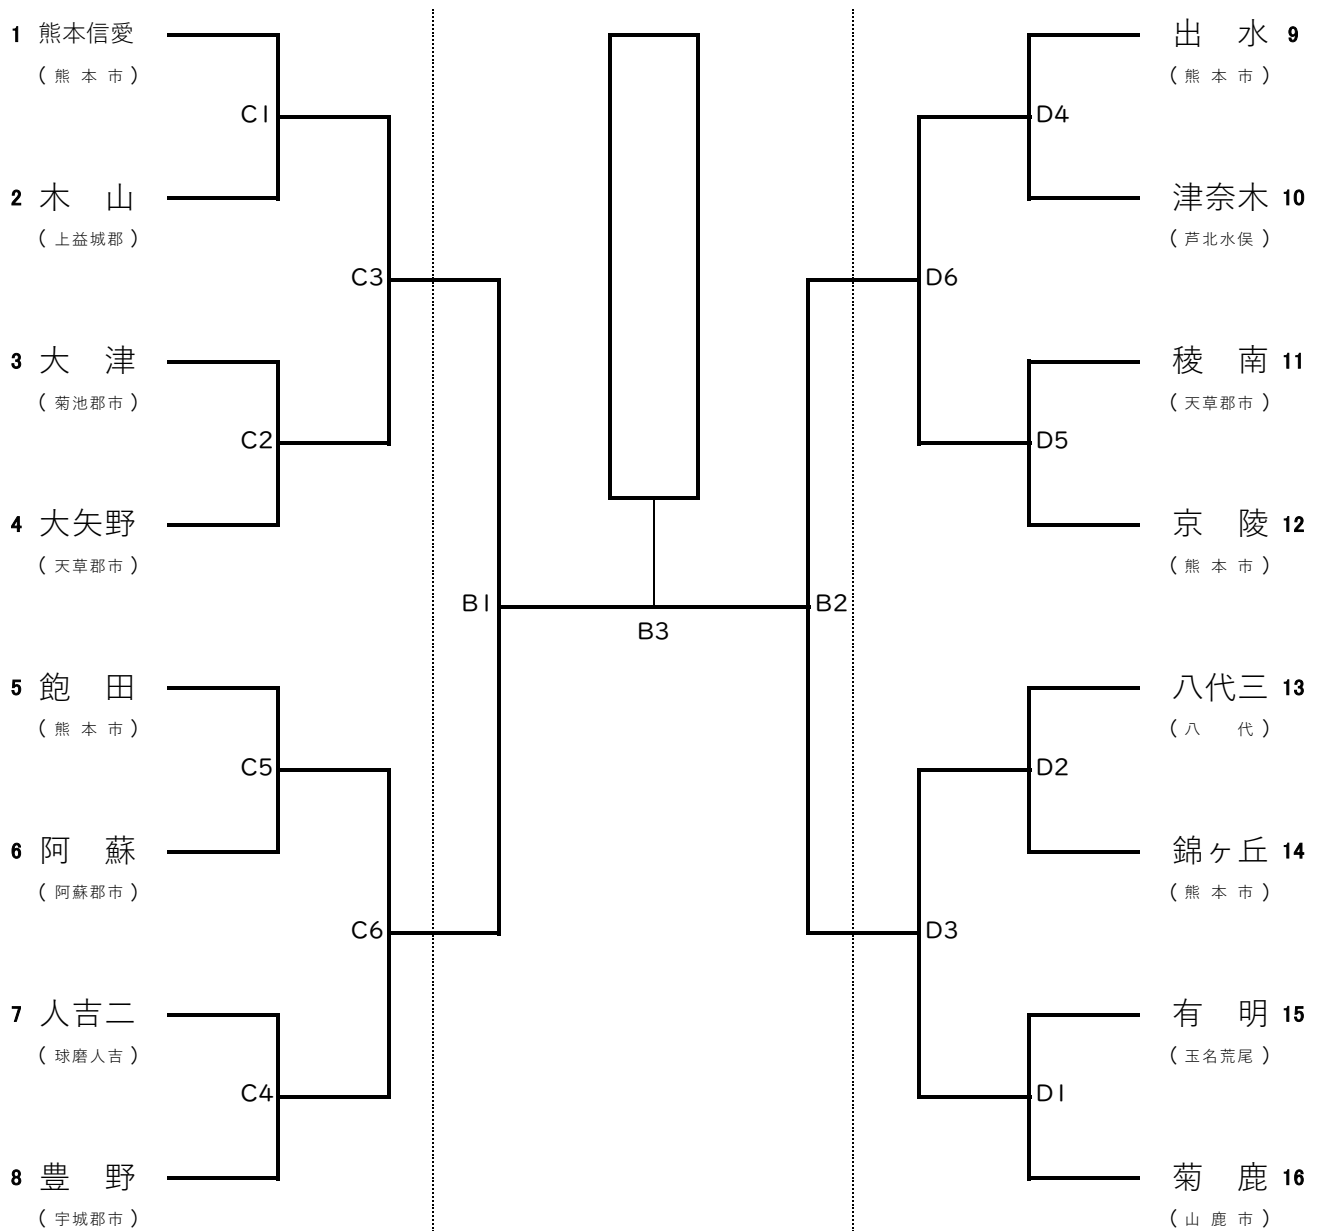 1 熊本信愛
( 熊 本 市 )
C1
2 木 山
( 上益城郡 )
C3
3 大 津
( 菊池郡市 )
C2
4 大矢野
( 天草郡市 )
B1
5 飽 田
( 熊 本 市 )
C5
6 阿 蘇
( 阿蘇郡市 )
C6
7 人吉二
( 球磨人吉 )
C4
8 豊 野
( 宇城郡市 )
B3
出 水 9
( 熊 本 市 )
D4
津奈木 10
( 芦北水俣 )
D6
稜 南 11
( 天草郡市 )
D5
京 陵 12
( 熊 本 市 )
B2
八代三 13
( 八 代 )
D2
錦ヶ丘 14
( 熊 本 市 )
D3
有 明 15
( 玉名荒尾 )
D1
菊 鹿 16
( 山 鹿 市 )